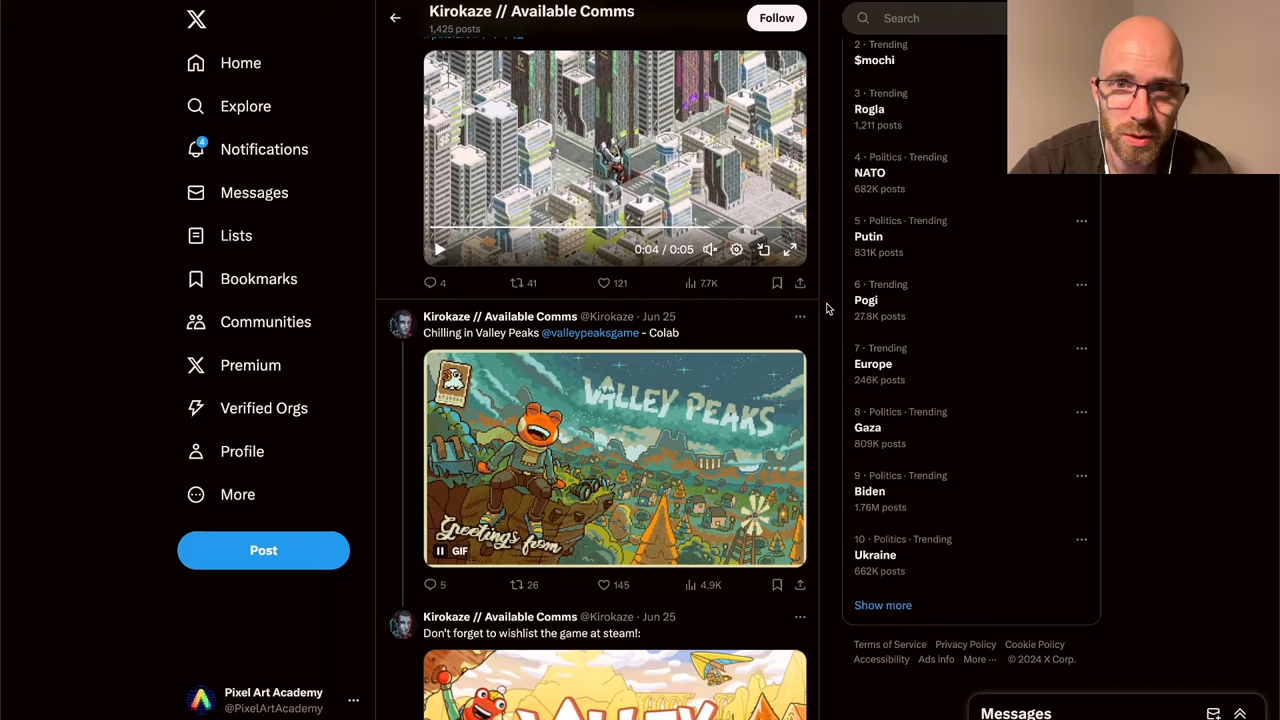 Home
Explore
4
Notifications
Messages
Lists
Bookmarks
Communities
Premium
Verified Orgs
Profile
More
Post
Pixel Art Academy
@PixelArtAcademy
Kirokaze // Available Comms
1,425 posts
Follow
0:04 / 0:05
4
41
121
7.7K
Kirokaze // Available Comms @Kirokaze · Jun 25
Chilling in Valley Peaks @valleypeaksgame - Colab
VALLEY PEAKS
Greetings from
GIF
5
26
145
4.9K
Kirokaze // Available Comms @Kirokaze · Jun 25
Don't forget to wishlist the game at steam!:
VALLEY
Search
2 · Trending
$mochi
3 · Trending
Rogla
1,211 posts
4 · Politics · Trending
NATO
682K posts
5 · Politics · Trending
Putin
831K posts
6 · Trending
Pogi
27.8K posts
7 · Trending
Europe
246K posts
8 · Politics · Trending
Gaza
809K posts
9 · Politics · Trending
Biden
1.76M posts
10 · Politics · Trending
Ukraine
662K posts
Show more
Terms of Service Privacy Policy Cookie Policy
Accessibility Ads info More ··· © 2024 X Corp.
Messages